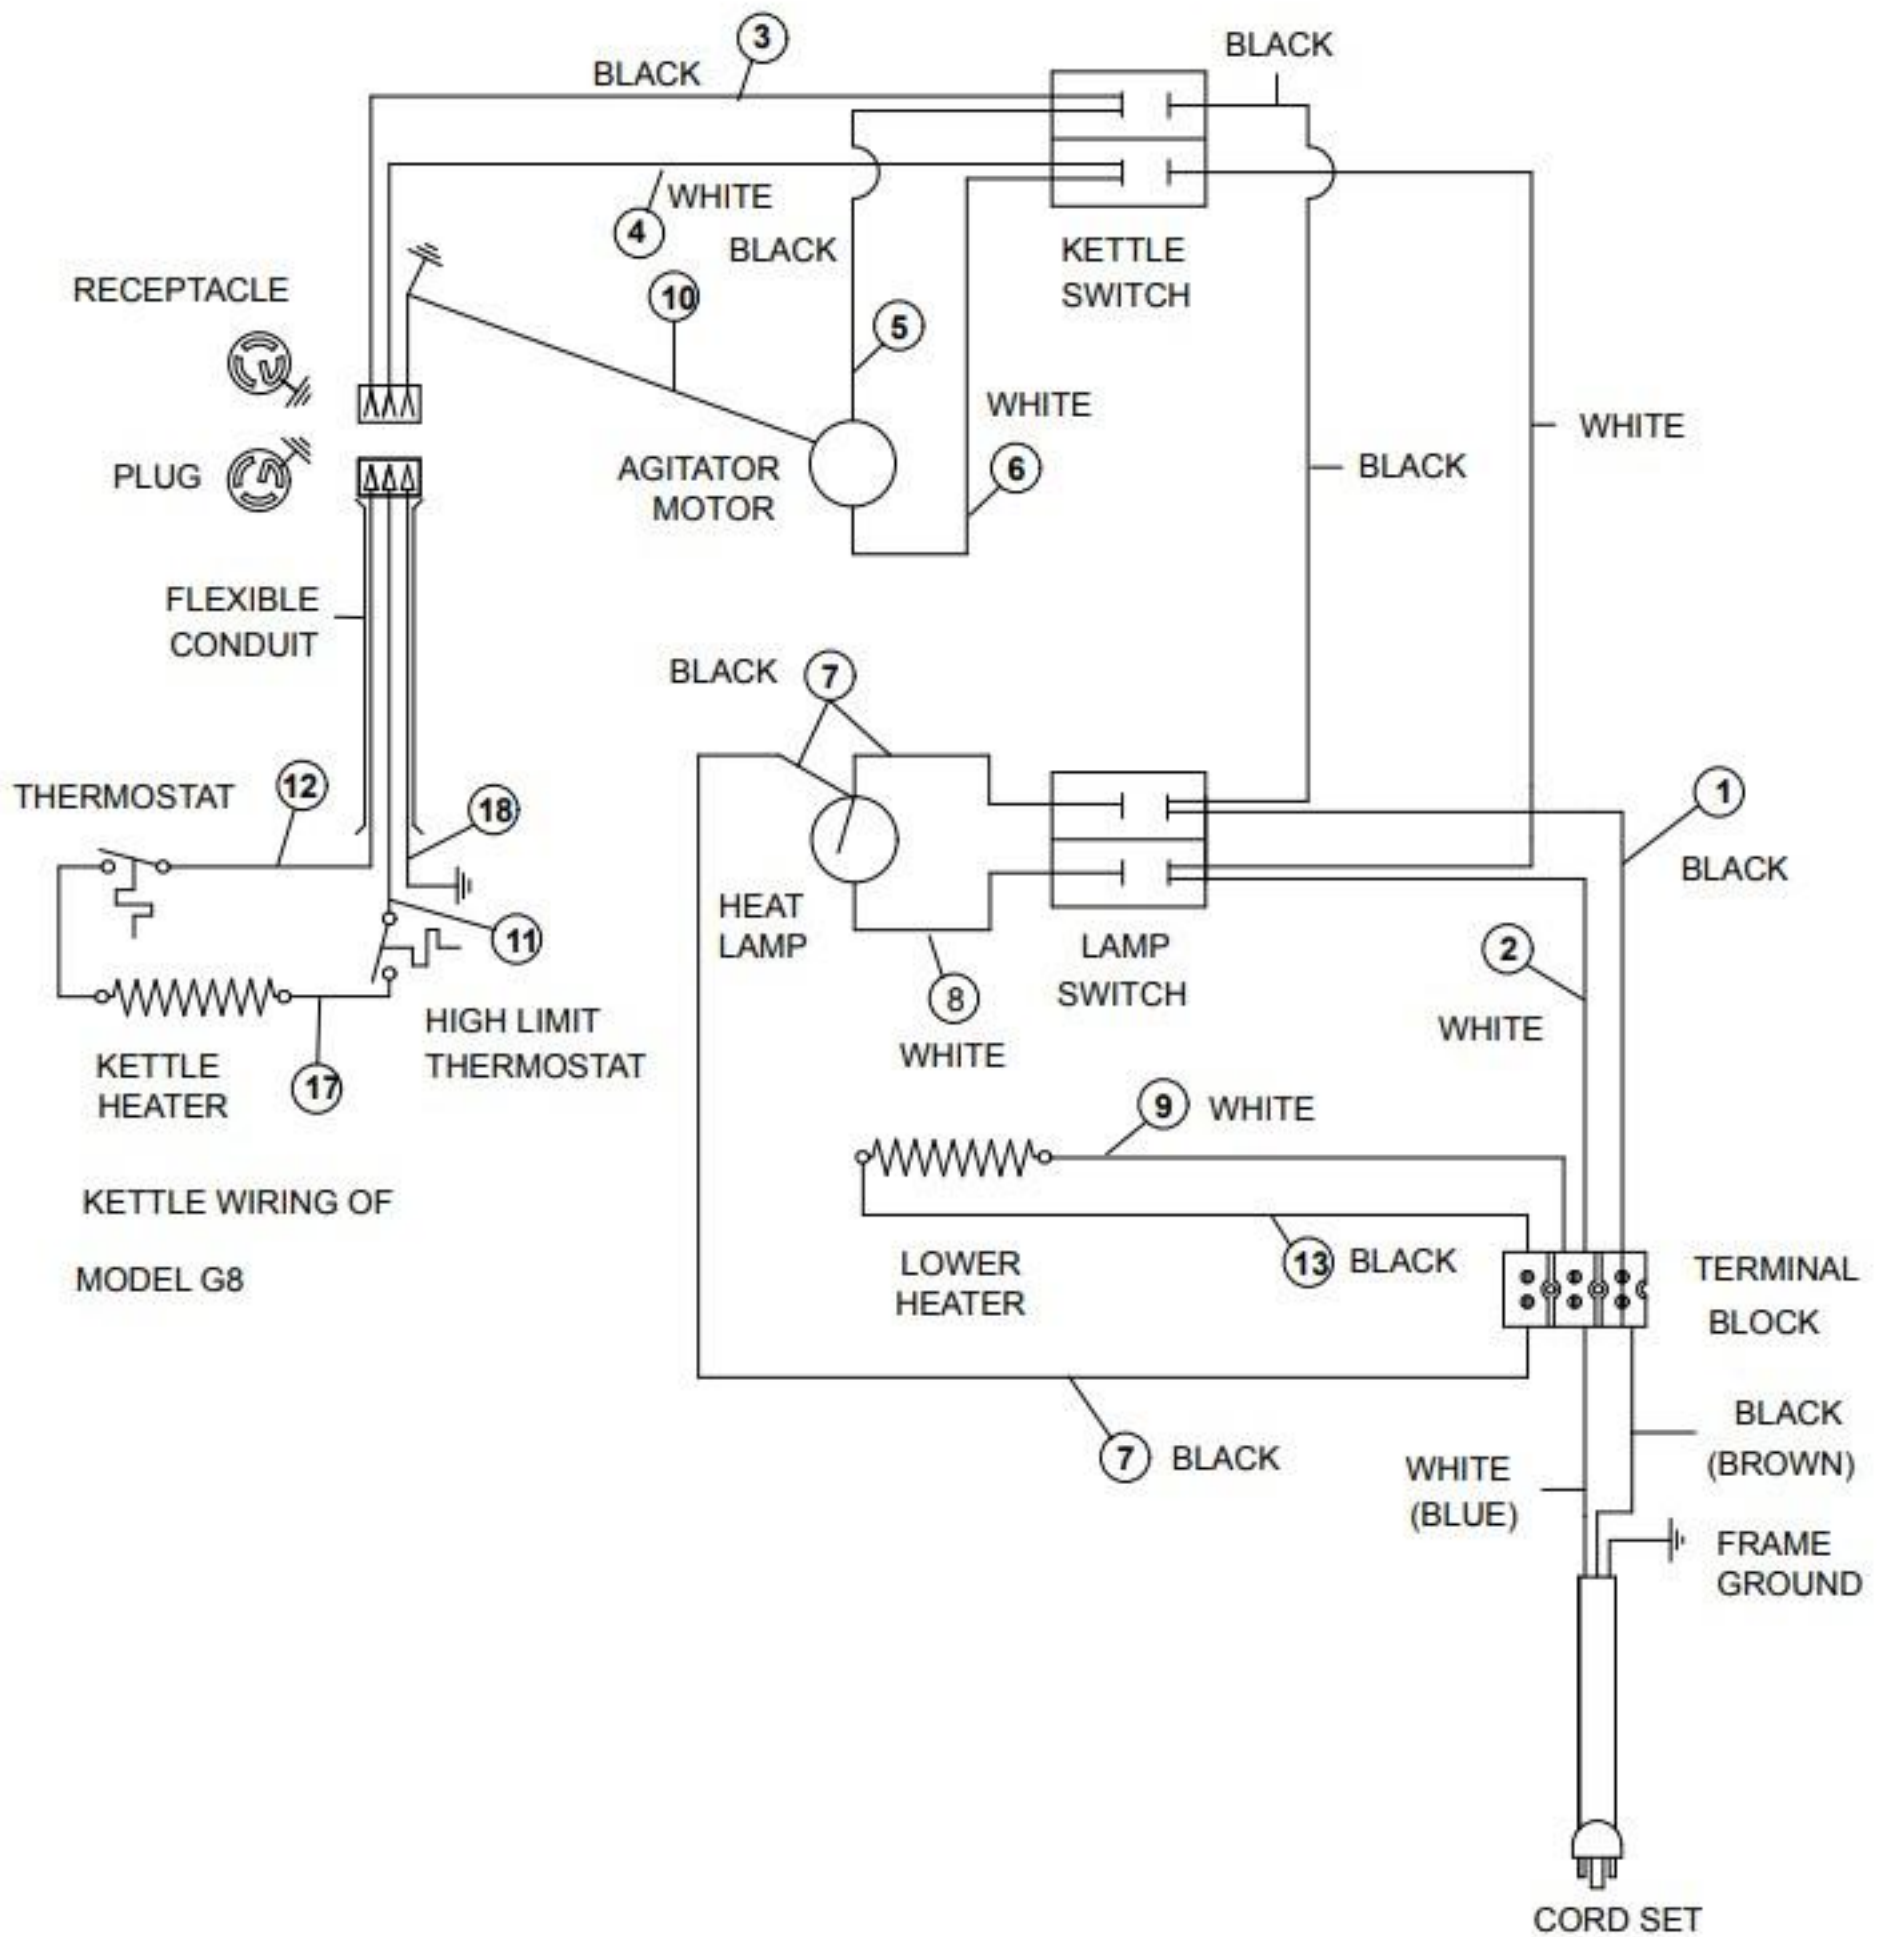 3
BLACK
BLACK
WHITE
4
BLACK
KETTLE
SWITCH
RECEPTACLE
10
5
WHITE
WHITE
PLUG
AGITATOR
MOTOR
6
BLACK
FLEXIBLE
CONDUIT
BLACK
7
THERMOSTAT
12
18
1
BLACK
HEAT
LAMP
11
LAMP
SWITCH
2
WHITE
8
WHITE
HIGH LIMIT
THERMOSTAT
KETTLE
HEATER
17
9
WHITE
KETTLE WIRING OF
MODEL G8
LOWER
HEATER
13
BLACK
TERMINAL
BLOCK
7
BLACK
BLACK
(BROWN)
WHITE
(BLUE)
FRAME
GROUND
CORD SET